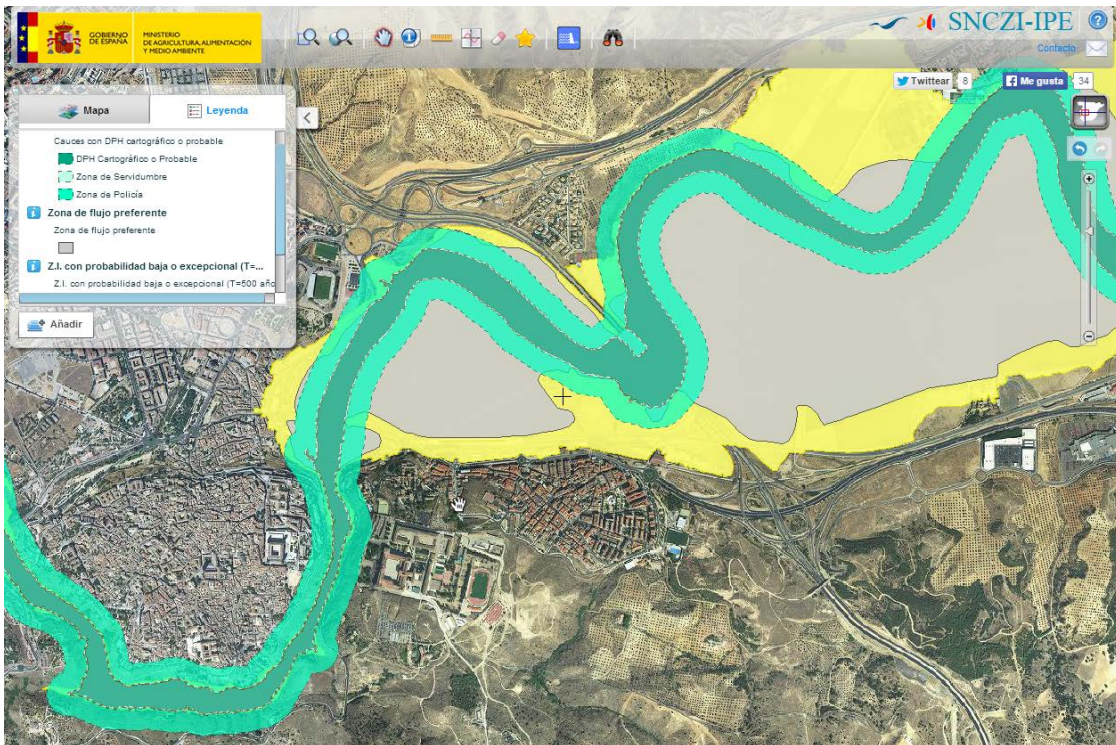 GOBIERNO
DE ESPAÑA
MINISTERIO
DE AGRICULTURA, ALIMENTACIÓN
Y MEDIO AMBIENTE
SNCZI-IPE
?
Contacto
Twittear 8
Me gusta 34
Mapa
Leyenda
Cauces con DPH cartográfico o probable
DPH Cartográfico o Probable
Zona de Servidumbre
Zona de Policía
Zona de flujo preferente
Zona de flujo preferente
Z.I. con probabilidad baja o excepcional (T=...
Z.I. con probabilidad baja o excepcional (T=500 año
Añadir